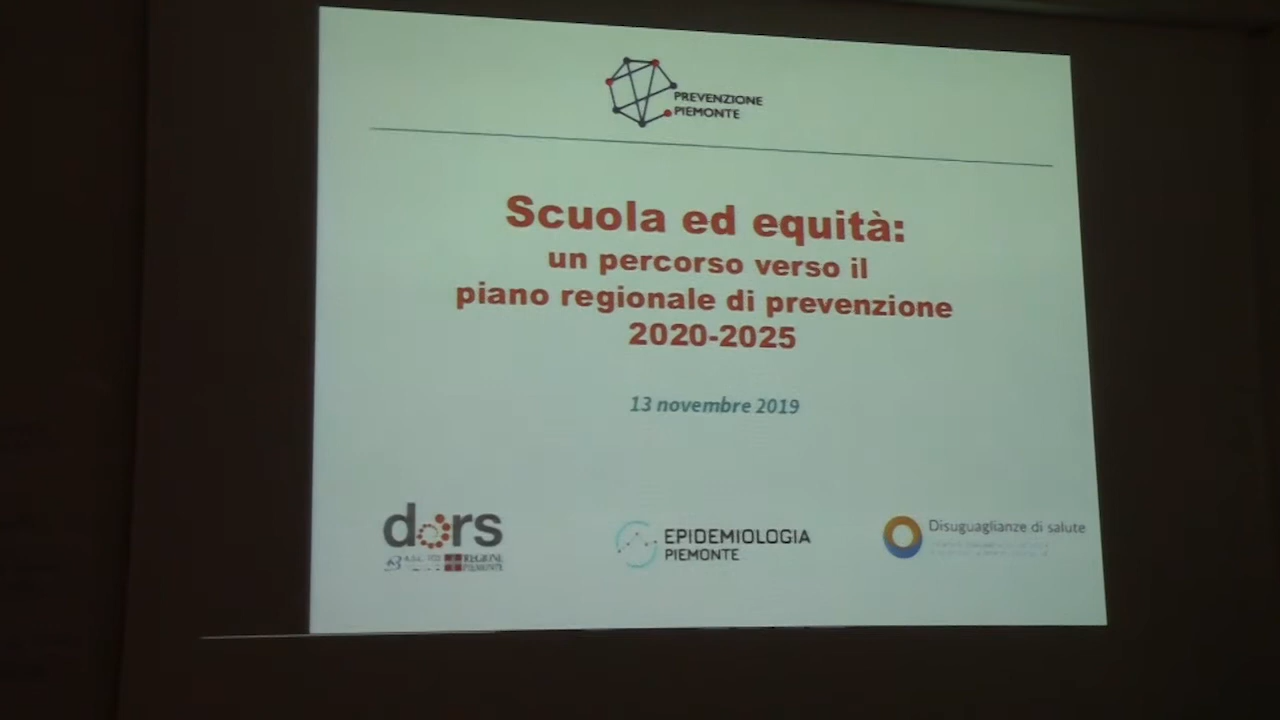 PREVENZIONE
PIEMONTE
Scuola ed equità:
un percorso verso il
piano regionale di prevenzione
2020-2025
13 novembre 2019
dors
REGIONE
PIEMONTE
EPIDEMIOLOGIA
PIEMONTE
Disuguaglianze di salute